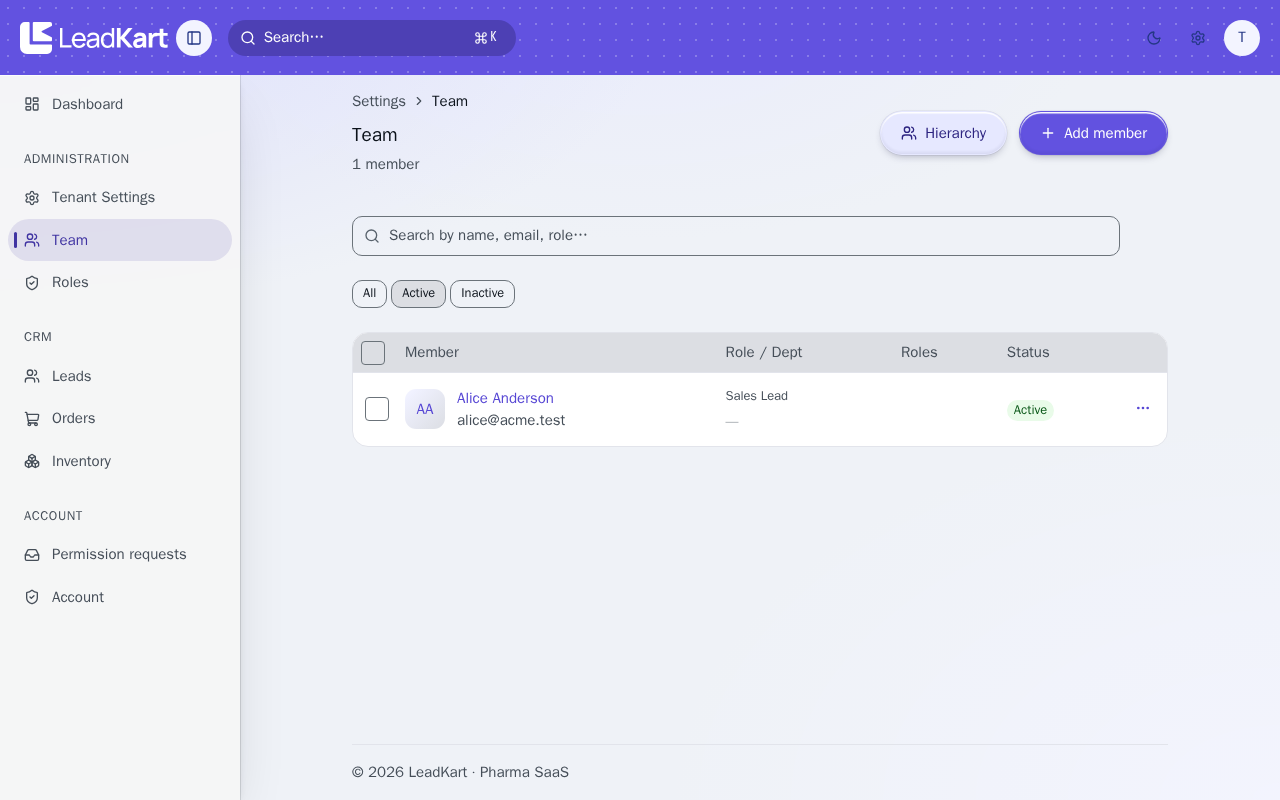 LeadKart
Search…
⌘K
T
Dashboard
ADMINISTRATION
Tenant Settings
Team
Roles
CRM
Leads
Orders
Inventory
ACCOUNT
Permission requests
Account
Settings > Team
Team
1 member
Hierarchy
+ Add member
Search by name, email, role…
All
Active
Inactive
Member
Role / Dept
Roles
Status
AA
Alice Anderson
alice@acme.test
Sales Lead
—
Active
© 2026 LeadKart · Pharma SaaS